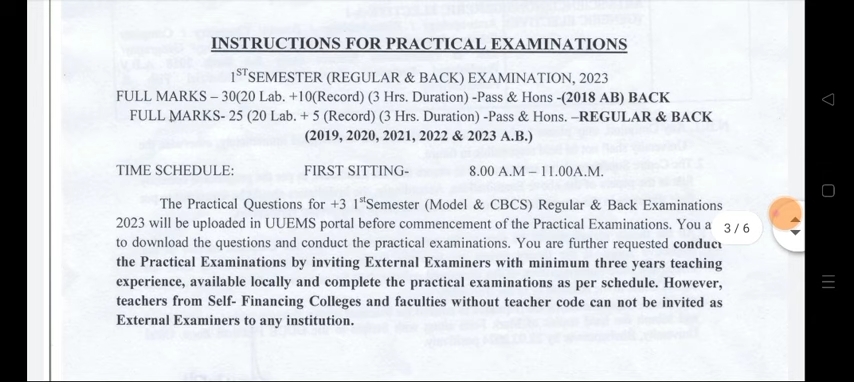 INSTRUCTIONS FOR PRACTICAL EXAMINATIONS
1STSEMESTER (REGULAR & BACK) EXAMINATION, 2023
FULL MARKS – 30(20 Lab. +10(Record) (3 Hrs. Duration) -Pass & Hons -(2018 AB) BACK
FULL MARKS- 25 (20 Lab. + 5 (Record) (3 Hrs. Duration) -Pass & Hons. –REGULAR & BACK
(2019, 2020, 2021, 2022 & 2023 A.B.)
TIME SCHEDULE: FIRST SITTING- 8.00 A.M – 11.00A.M.
The Practical Questions for +3 1stSemester (Model & CBCS) Regular & Back Examinations
2023 will be uploaded in UUEMS portal before commencement of the Practical Examinations. You a
3/6
to download the questions and conduct the practical examinations. You are further requested conduct
the Practical Examinations by inviting External Examiners with minimum three years teaching
experience, available locally and complete the practical examinations as per schedule. However,
teachers from Self- Financing Colleges and faculties without teacher code can not be invited as
External Examiners to any institution.